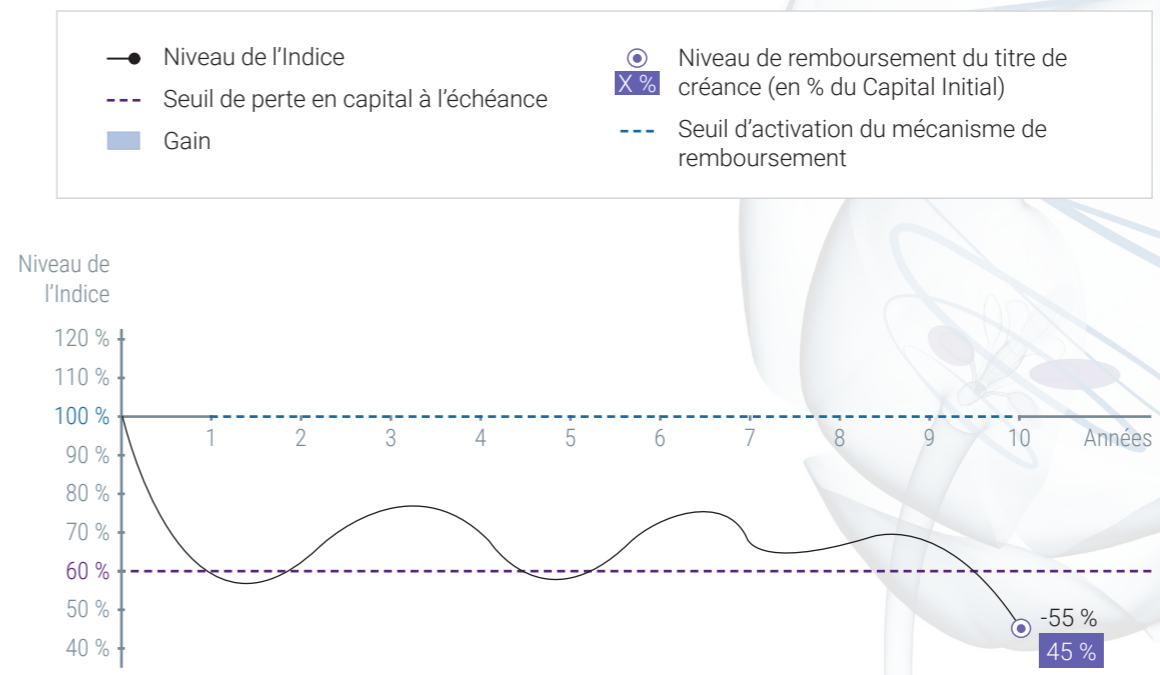 Niveau de l'Indice
Seuil de perte en capital à l'échéance
Gain
X %
Niveau de remboursement du titre de
créance (en % du Capital Initial)
Seuil d'activation du mécanisme de
remboursement
Niveau de
l'Indice
120 %
110 %
100 %
90 %
80 %
70 %
60 %
50 %
40 %
1 2 3 4 5 6 7 8 9 10 Années
-55 %
45 %